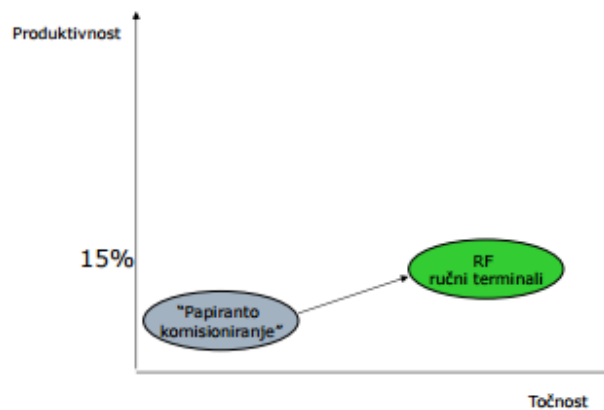 Produktivnost
15%
RF
ručni terminali
“Papiranto
komisioniranje”
Točnost